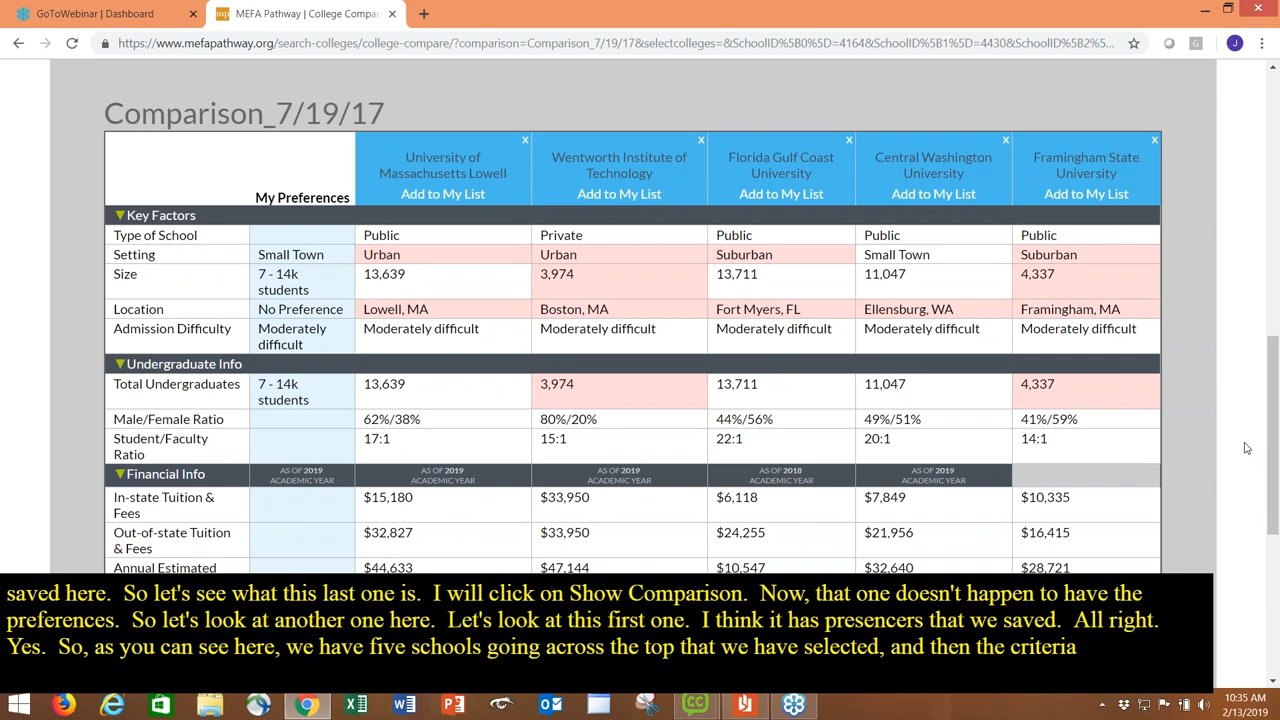 GoToWebinar | Dashboard
MEFA Pathway | College Compar
https://www.mefapathway.org/search-colleges/college-compare/?comparison=Comparison_7/19/17&selectcolleges=&SchoolID%5B0%5D=4164&SchoolID%5B1%5D=4430&SchoolID%5B2%5...
Comparison_7/19/17
My Preferences
University of Massachusetts Lowell Add to My List
Wentworth Institute of Technology Add to My List
Florida Gulf Coast University Add to My List
Central Washington University Add to My List
Framingham State University Add to My List
Key Factors
Type of School Public Private Public Public Public
Setting Small Town Urban Urban Suburban Small Town Suburban
Size 7 - 14k students 13,639 3,974 13,711 11,047 4,337
Location No Preference Lowell, MA Boston, MA Fort Myers, FL Ellensburg, WA Framingham, MA
Admission Difficulty Moderately difficult Moderately difficult Moderately difficult Moderately difficult Moderately difficult Moderately difficult
Undergraduate Info
Total Undergraduates 7 - 14k students 13,639 3,974 13,711 11,047 4,337
Male/Female Ratio 62%/38% 80%/20% 44%/56% 49%/51% 41%/59%
Student/Faculty Ratio 17:1 15:1 22:1 20:1 14:1
Financial Info AS OF 2019 ACADEMIC YEAR AS OF 2019 ACADEMIC YEAR AS OF 2019 ACADEMIC YEAR AS OF 2018 ACADEMIC YEAR AS OF 2019 ACADEMIC YEAR
In-state Tuition & Fees $15,180 $33,950 $6,118 $7,849 $10,335
Out-of-state Tuition & Fees $32,827 $33,950 $24,255 $21,956 $16,415
Annual Estimated $44,633 $47,144 $10,547 $32,640 $28,721
saved here. So let's see what this last one is. I will click on Show Comparison. Now, that one doesn't happen to have the
preferences. So let's look at another one here. Let's look at this first one. I think it has presencers that we saved. All right.
Yes. So, as you can see here, we have five schools going across the top that we have selected, and then the criteria
10:35 AM
2/13/2019